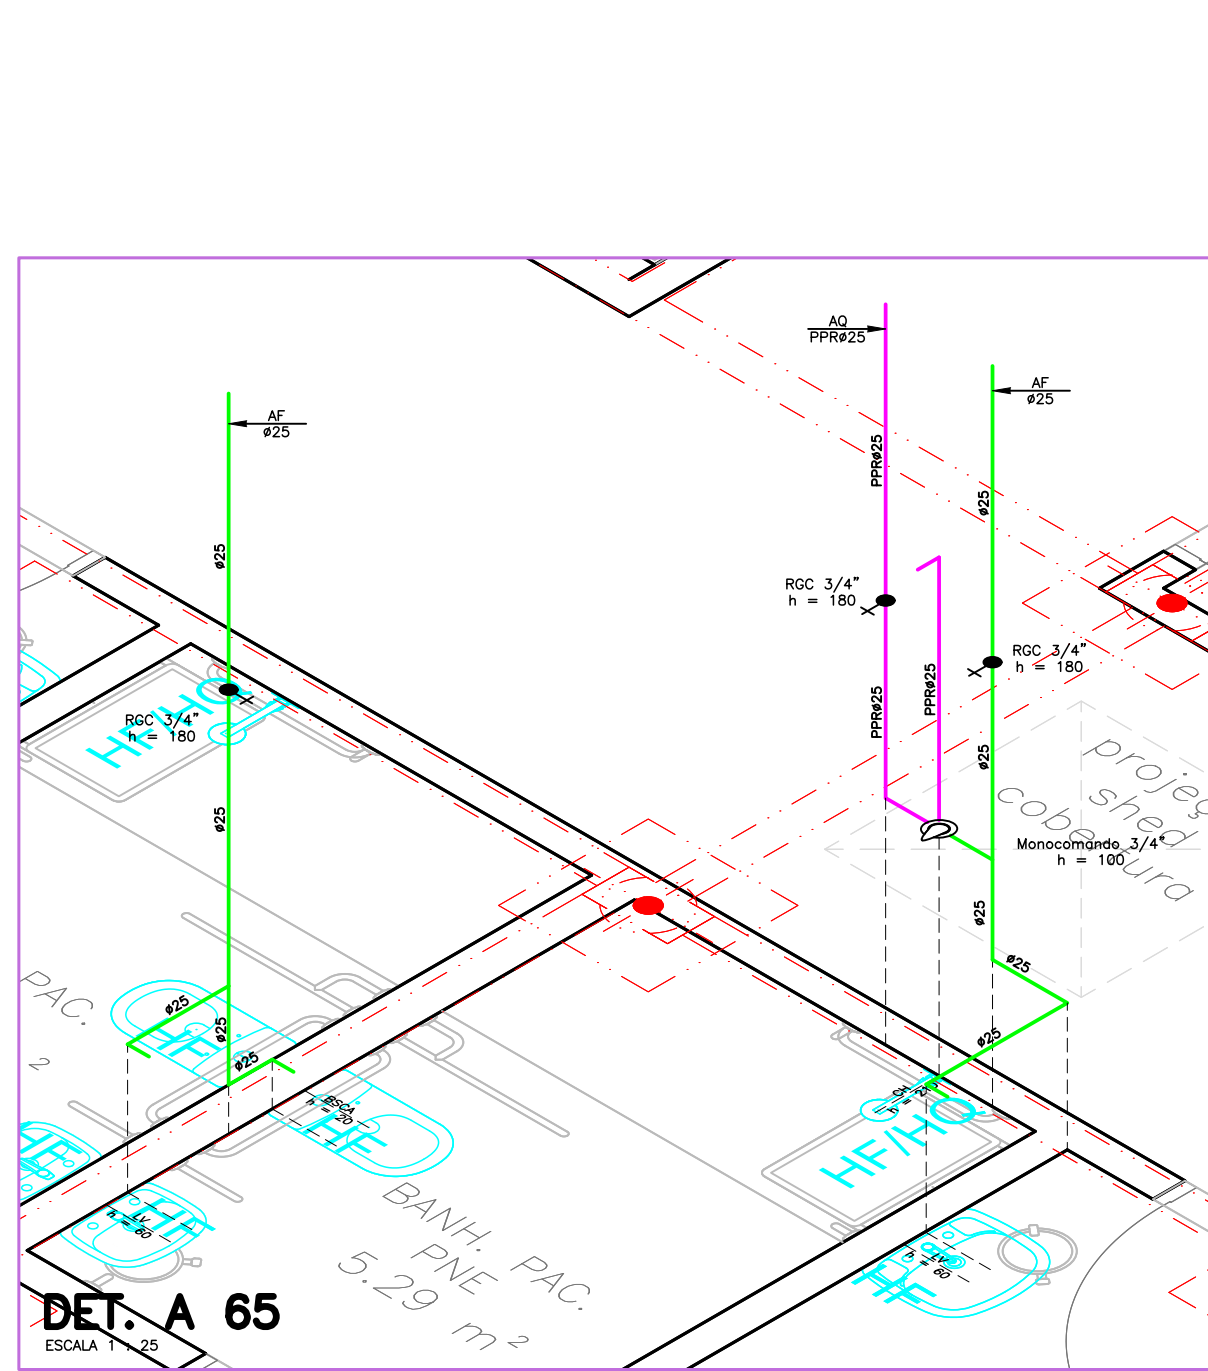 AQ
PPRø25
AF
ø25
AF
ø25
PPRø25
ø25
ø25
RGC 3/4"
h = 180
RGC 3/4"
h = 180
HF/HQ
RGC 3/4"
h = 180
PPRø25
PPRø25
ø25
ø25
projeç
shed
cobertura
Monocomando 3/4"
h = 100
ø25
ø25
PAC.
2
ø25
HF
ø25
ø25
ø25
CH
HF/HQ
BSCA
h = 20
HF
HF
LV
h = 60
HF
BANH. PAC.
PNE
5.29 m²
LV
h = 60
HF
DET. A 65
ESCALA 1 : 25